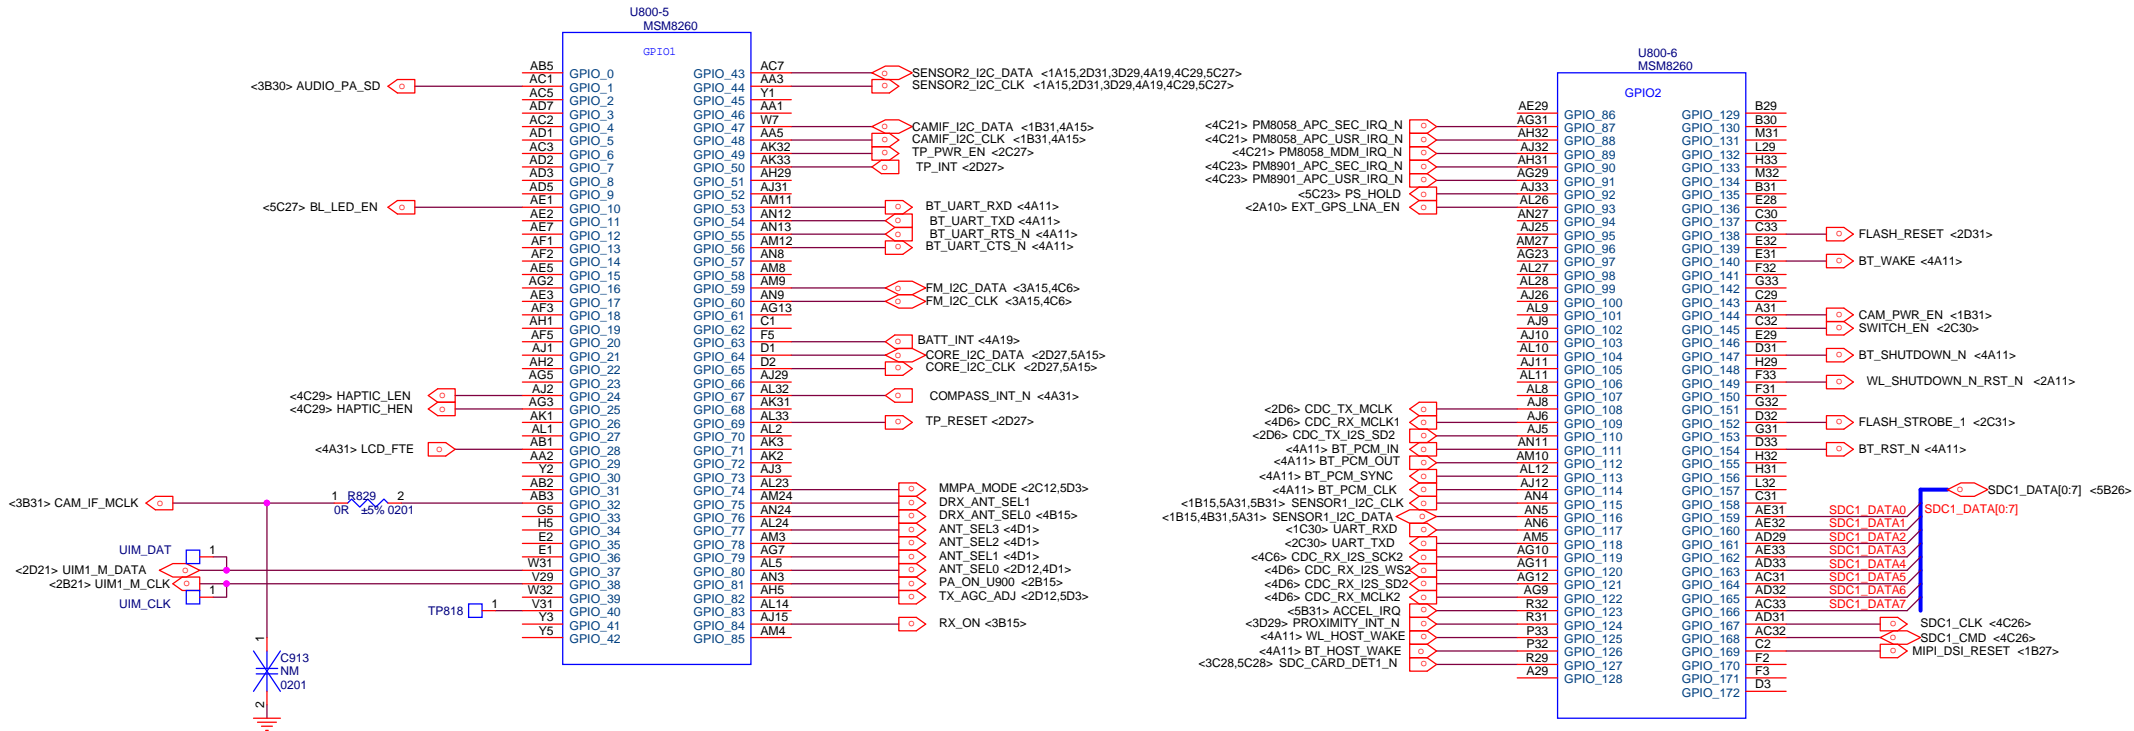 U800-5
MSM8260
GPIO1
AB5 GPIO_0
<3B30> AUDIO_PA_SD AC1 GPIO_1
AC5 GPIO_2
AD7 GPIO_3
AC2 GPIO_4
AD1 GPIO_5
AC3 GPIO_6
AD2 GPIO_7
AD3 GPIO_8
AD5 GPIO_9
<5C27> BL_LED_EN AE1 GPIO_10
AE2 GPIO_11
AE7 GPIO_12
AF1 GPIO_13
AF2 GPIO_14
AE5 GPIO_15
AG2 GPIO_16
AE3 GPIO_17
AF3 GPIO_18
AH1 GPIO_19
AF5 GPIO_20
AJ1 GPIO_21
AH2 GPIO_22
AG5 GPIO_23
<4C29> HAPTIC_LEN AJ2 GPIO_24
<4C29> HAPTIC_HEN AG3 GPIO_25
AK1 GPIO_26
AL1 GPIO_27
<4A31> LCD_FTE AB1 GPIO_28
AA2 GPIO_29
Y2 GPIO_30
AB2 GPIO_31
<3B31> CAM_IF_MCLK 1 R829 2 AB3 GPIO_32
0R ±5% 0201
G5 GPIO_33
H5 GPIO_34
E2 GPIO_35
UIM_DAT 1 E1 GPIO_36
<2D21> UIM1_M_DATA W31 GPIO_37
<2B21> UIM1_M_CLK V29 GPIO_38
UIM_CLK 1 W32 GPIO_39
TP818 1 V31 GPIO_40
Y3 GPIO_41
Y5 GPIO_42
1
C913
NM
0201
2
GPIO_43 AC7 SENSOR2_I2C_DATA <1A15,2D31,3D29,4A19,4C29,5C27>
GPIO_44 AA3 SENSOR2_I2C_CLK <1A15,2D31,3D29,4A19,4C29,5C27>
GPIO_45 Y1
GPIO_46 AA1
GPIO_47 W7 CAMIF_I2C_DATA <1B31,4A15>
GPIO_48 AA5 CAMIF_I2C_CLK <1B31,4A15>
GPIO_49 AK32 TP_PWR_EN <2C27>
GPIO_50 AK33 TP_INT <2D27>
GPIO_51 AH29
GPIO_52 AJ31
GPIO_53 AM11 BT_UART_RXD <4A11>
GPIO_54 AN12 BT_UART_TXD <4A11>
GPIO_55 AN13 BT_UART_RTS_N <4A11>
GPIO_56 AM12 BT_UART_CTS_N <4A11>
GPIO_57 AN8
GPIO_58 AM8
GPIO_59 AM9 FM_I2C_DATA <3A15,4C6>
GPIO_60 AN9 FM_I2C_CLK <3A15,4C6>
GPIO_61 AG13
GPIO_62 C1
GPIO_63 F5 BATT_INT <4A19>
GPIO_64 D1 CORE_I2C_DATA <2D27,5A15>
GPIO_65 D2 CORE_I2C_CLK <2D27,5A15>
GPIO_66 AJ29
GPIO_67 AL32 COMPASS_INT_N <4A31>
GPIO_68 AK31
GPIO_69 AL33 TP_RESET <2D27>
GPIO_70 AL2
GPIO_71 AK3
GPIO_72 AK2
GPIO_73 AJ3
GPIO_74 AL23 MMPA_MODE <2C12,5D3>
GPIO_75 AM24 DRX_ANT_SEL1
GPIO_76 AN24 DRX_ANT_SEL0 <4B15>
GPIO_77 AL24 ANT_SEL3 <4D1>
GPIO_78 AM3 ANT_SEL2 <4D1>
GPIO_79 AG7 ANT_SEL1 <4D1>
GPIO_80 AL5 ANT_SEL0 <2D12,4D1>
GPIO_81 AN3 PA_ON_U900 <2B15>
GPIO_82 AH5 TX_AGC_ADJ <2D12,5D3>
GPIO_83 AL14
GPIO_84 AJ15 RX_ON <3B15>
GPIO_85 AM4
U800-6
MSM8260
GPIO2
AE29 GPIO_86
<4C21> PM8058_APC_SEC_IRQ_N AG31 GPIO_87
<4C21> PM8058_APC_USR_IRQ_N AH32 GPIO_88
<4C21> PM8058_MDM_IRQ_N AJ32 GPIO_89
<4C23> PM8901_APC_SEC_IRQ_N AH31 GPIO_90
<4C23> PM8901_APC_USR_IRQ_N AG29 GPIO_91
<5C23> PS_HOLD AJ33 GPIO_92
<2A10> EXT_GPS_LNA_EN AL26 GPIO_93
AN27 GPIO_94
AJ25 GPIO_95
AM27 GPIO_96
AG23 GPIO_97
AL27 GPIO_98
AL28 GPIO_99
AJ26 GPIO_100
AL9 GPIO_101
AJ9 GPIO_102
AJ10 GPIO_103
AL10 GPIO_104
AJ11 GPIO_105
AL11 GPIO_106
AL8 GPIO_107
<2D6> CDC_TX_MCLK AJ8 GPIO_108
<4D6> CDC_RX_MCLK1 AJ6 GPIO_109
<2D6> CDC_TX_I2S_SD2 AJ5 GPIO_110
<4A11> BT_PCM_IN AN11 GPIO_111
<4A11> BT_PCM_OUT AM10 GPIO_112
<4A11> BT_PCM_SYNC AL12 GPIO_113
<4A11> BT_PCM_CLK AJ12 GPIO_114
<1B15,5A31,5B31> SENSOR1_I2C_CLK AN4 GPIO_115
<1B15,4B31,5A31> SENSOR1_I2C_DATA AN5 GPIO_116
<1C30> UART_RXD AN6 GPIO_117
<2C30> UART_TXD AM5 GPIO_118
<4C6> CDC_RX_I2S_SCK2 AG10 GPIO_119
<4D6> CDC_RX_I2S_WS2 AG11 GPIO_120
<4D6> CDC_RX_I2S_SD2 AG12 GPIO_121
<4D6> CDC_RX_MCLK2 AG9 GPIO_122
<5B31> ACCEL_IRQ R32 GPIO_123
<3D29> PROXIMITY_INT_N R31 GPIO_124
<4A11> WL_HOST_WAKE P33 GPIO_125
<4A11> BT_HOST_WAKE P32 GPIO_126
<3C28,5C28> SDC_CARD_DET1_N R29 GPIO_127
A29 GPIO_128
GPIO_129 B29
GPIO_130 B30
GPIO_131 M31
GPIO_132 L29
GPIO_133 H33
GPIO_134 M32
GPIO_135 B31
GPIO_136 E28
GPIO_137 C30
GPIO_138 C33 FLASH_RESET <2D31>
GPIO_139 E32
GPIO_140 E31 BT_WAKE <4A11>
GPIO_141 F32
GPIO_142 G33
GPIO_143 C29
GPIO_144 A31 CAM_PWR_EN <1B31>
GPIO_145 C32 SWITCH_EN <2C30>
GPIO_146 E29
GPIO_147 D31 BT_SHUTDOWN_N <4A11>
GPIO_148 H29
GPIO_149 F33 WL_SHUTDOWN_N_RST_N <2A11>
GPIO_150 F31
GPIO_151 G32
GPIO_152 D32 FLASH_STROBE_1 <2C31>
GPIO_153 G31
GPIO_154 D33 BT_RST_N <4A11>
GPIO_155 H32
GPIO_156 H31
GPIO_157 L32 SDC1_DATA[0:7] <5B26>
GPIO_158 C31
GPIO_159 AE31 SDC1_DATA0 SDC1_DATA[0:7]
GPIO_160 AE32 SDC1_DATA1
GPIO_161 AD29 SDC1_DATA2
GPIO_162 AE33 SDC1_DATA3
GPIO_163 AD33 SDC1_DATA4
GPIO_164 AC31 SDC1_DATA5
GPIO_165 AD32 SDC1_DATA6
GPIO_166 AC33 SDC1_DATA7
GPIO_167 AD31 SDC1_CLK <4C26>
GPIO_168 AC32 SDC1_CMD <4C26>
GPIO_169 C2 MIPI_DSI_RESET <1B27>
GPIO_170 F2
GPIO_171 F3
GPIO_172 D3